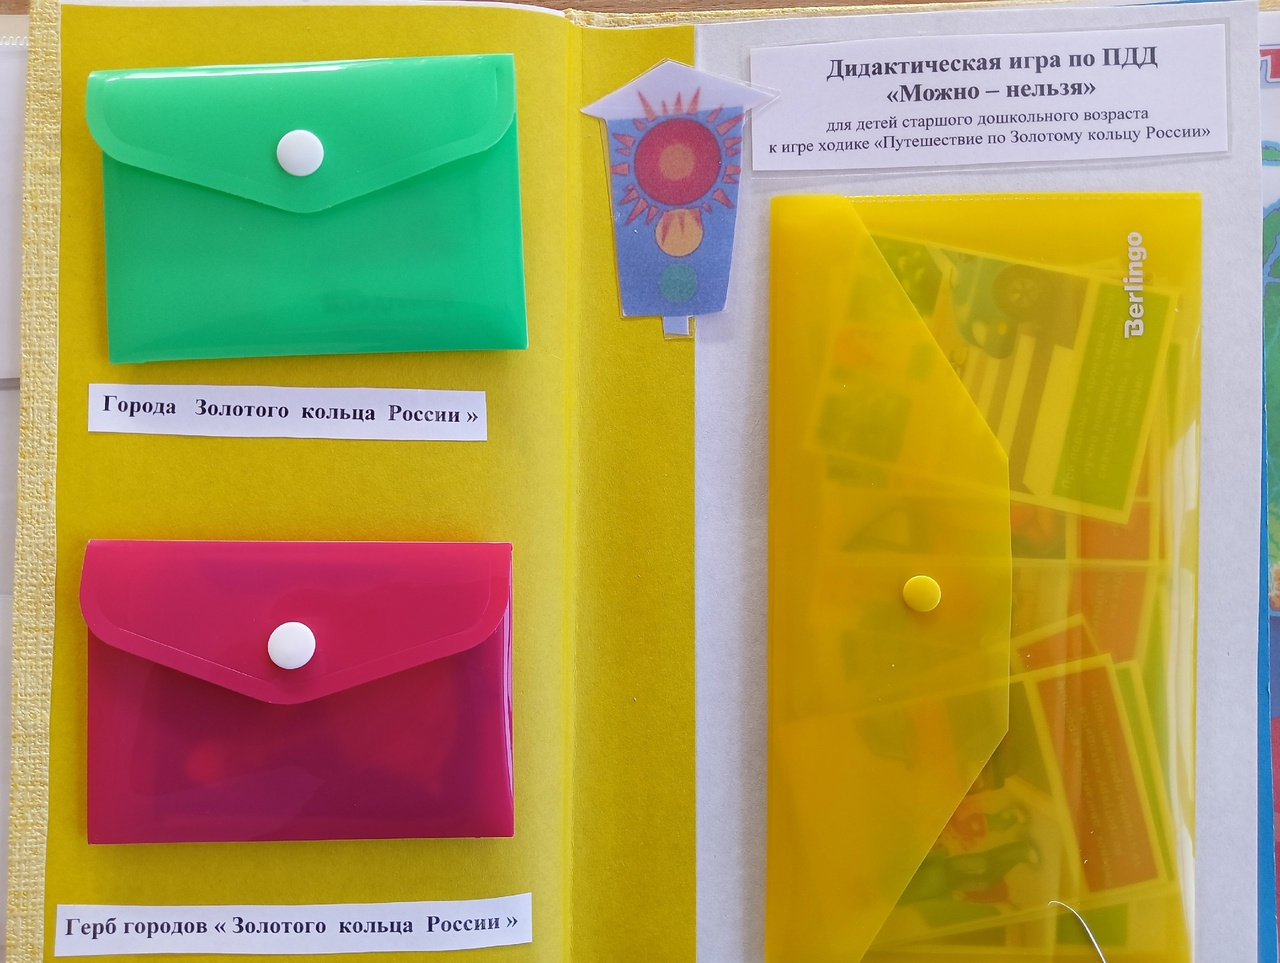 Города Золотого кольца России »
Герб городов « Золотого кольца России »
Дидактическая игра по ПДД
«Можно – нельзя»
для детей старшего дошкольного возраста
к игре ходике «Путешествие по Золотому кольцу России»
Berlingo